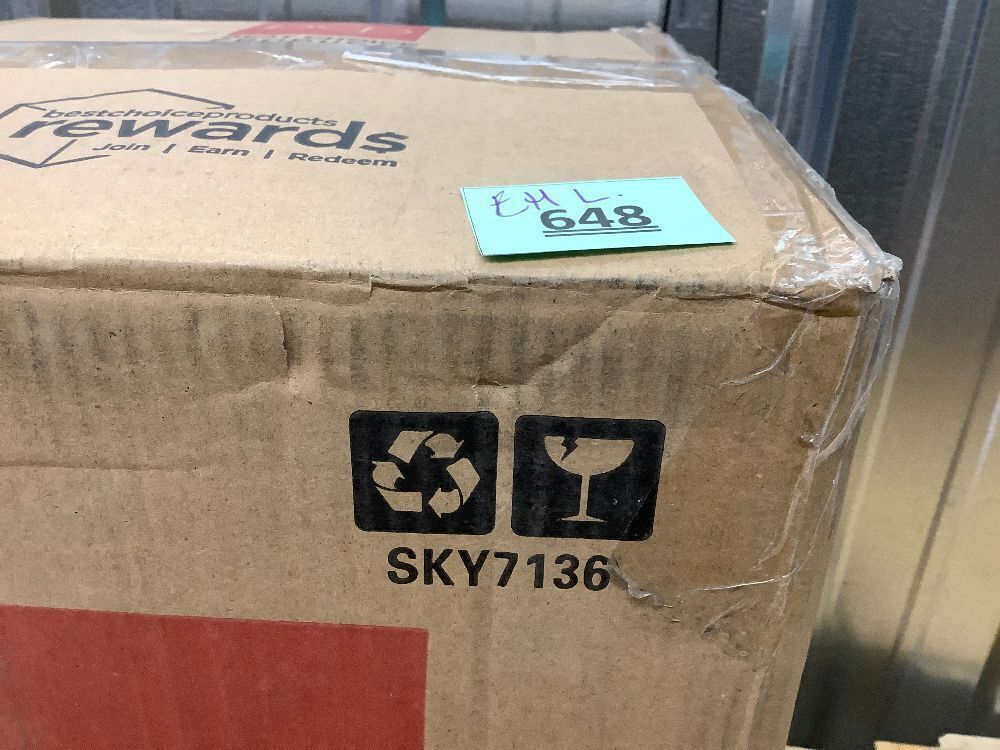 bestchoiceproducts
rewards
Join | Earn | Redeem
EH L.
648
SKY7136